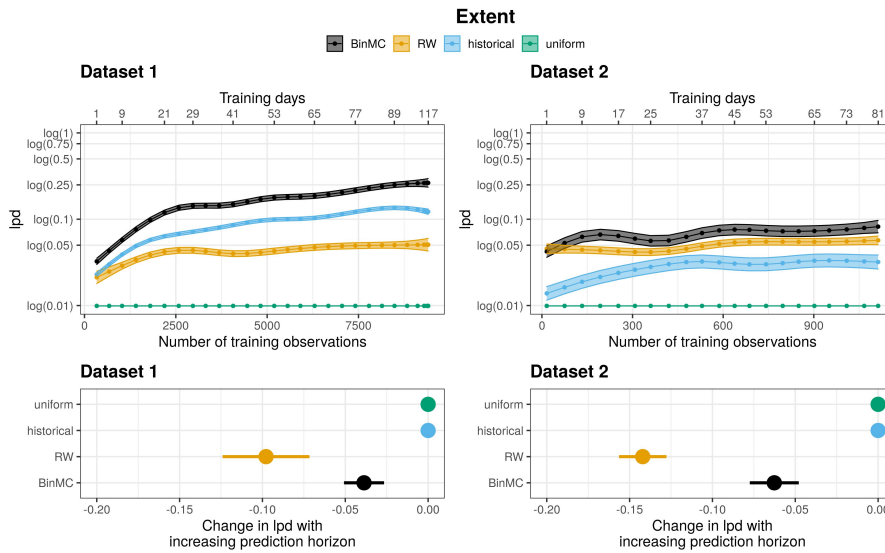 Extent
BinMC RW historical uniform
Dataset 1
Training days
1 9 21 29 41 53 65 77 89 117
lpd
log(1)
log(0.75)
log(0.5)
log(0.25)
log(0.1)
log(0.05)
log(0.01)
0 2500 5000 7500
Number of training observations
Dataset 2
Training days
1 9 17 25 37 45 53 65 73 81
lpd
log(1)
log(0.75)
log(0.5)
log(0.25)
log(0.1)
log(0.05)
log(0.01)
0 300 600 900
Number of training observations
Dataset 1
uniform
historical
RW
BinMC
-0.20 -0.15 -0.10 -0.05 0.00
Change in lpd with
increasing prediction horizon
Dataset 2
uniform
historical
RW
BinMC
-0.20 -0.15 -0.10 -0.05 0.00
Change in lpd with
increasing prediction horizon